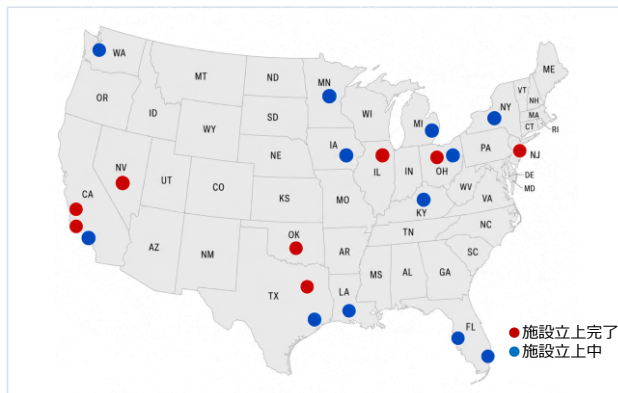 WA
MT
ND
MN
ME
VT
NH
OR
ID
SD
WI
MI
NY
MA
CT
RI
WY
IA
NE
PA
NJ
NV
IL
IN
OH
DE
MD
CA
UT
CO
KS
MO
WV
VA
KY
NC
TN
OK
AR
SC
AZ
NM
MS
AL
GA
TX
LA
FL
施設立上完了
施設立上中